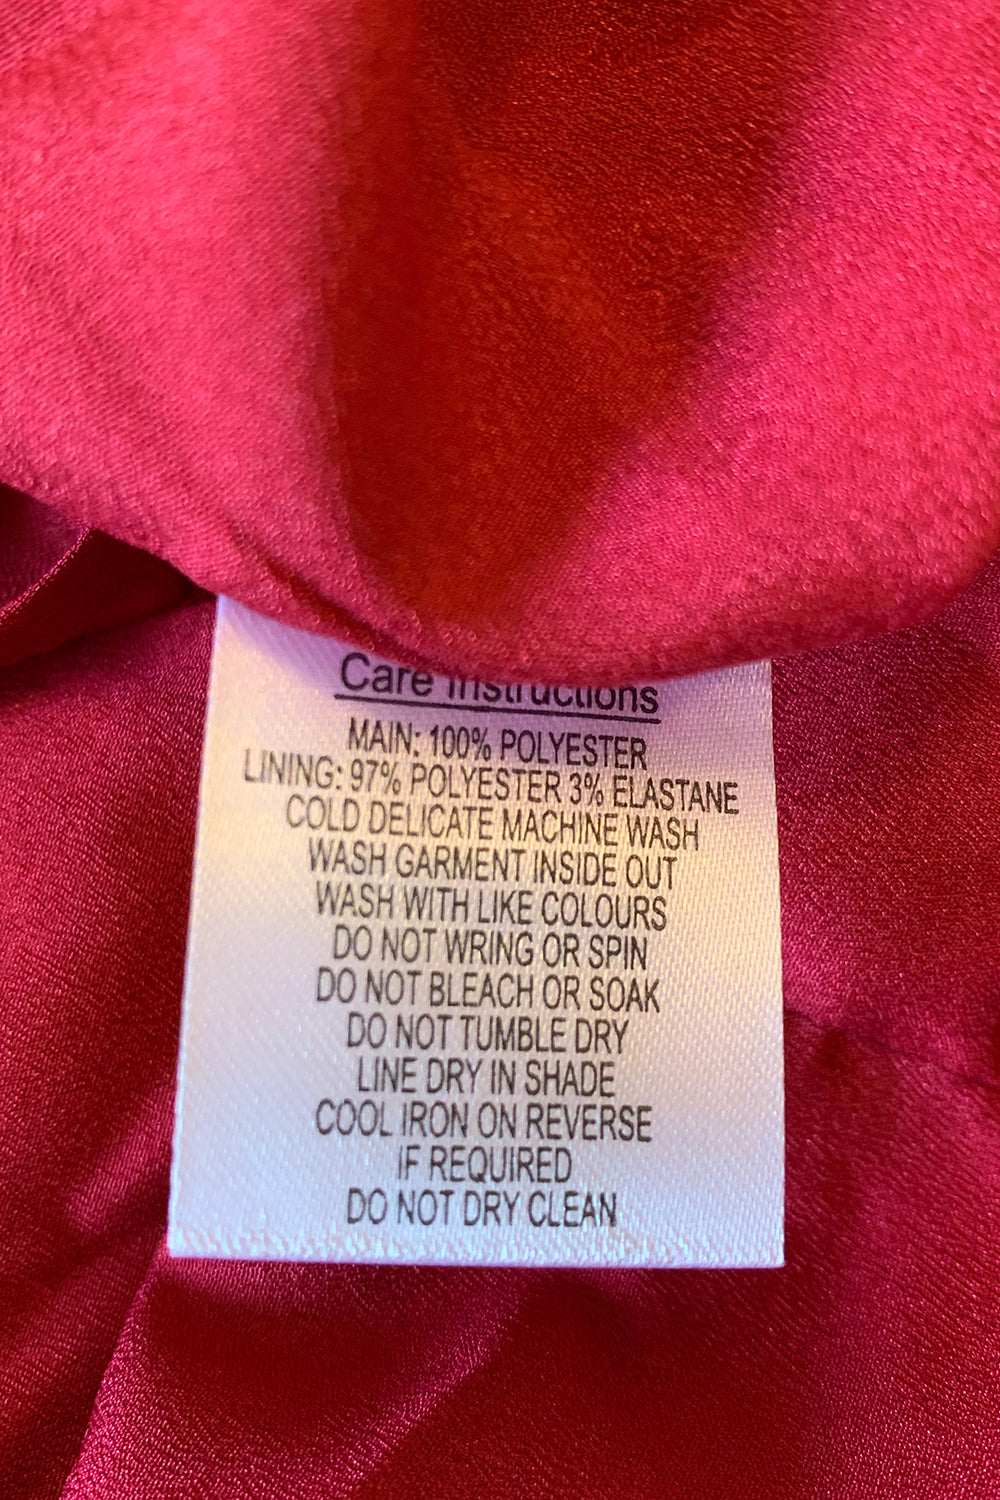 Care Instructions
MAIN: 100% POLYESTER
LINING: 97% POLYESTER 3% ELASTANE
COLD DELICATE MACHINE WASH
WASH GARMENT INSIDE OUT
WASH WITH LIKE COLOURS
DO NOT WRING OR SPIN
DO NOT BLEACH OR SOAK
DO NOT TUMBLE DRY
LINE DRY IN SHADE
COOL IRON ON REVERSE
IF REQUIRED
DO NOT DRY CLEAN